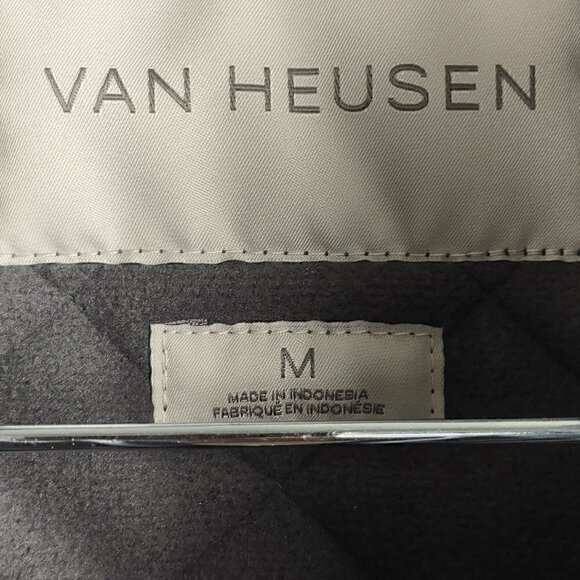 VAN HEUSEN
M
MADE IN INDONESIA
FABRIQUÉ EN INDONÉSIE